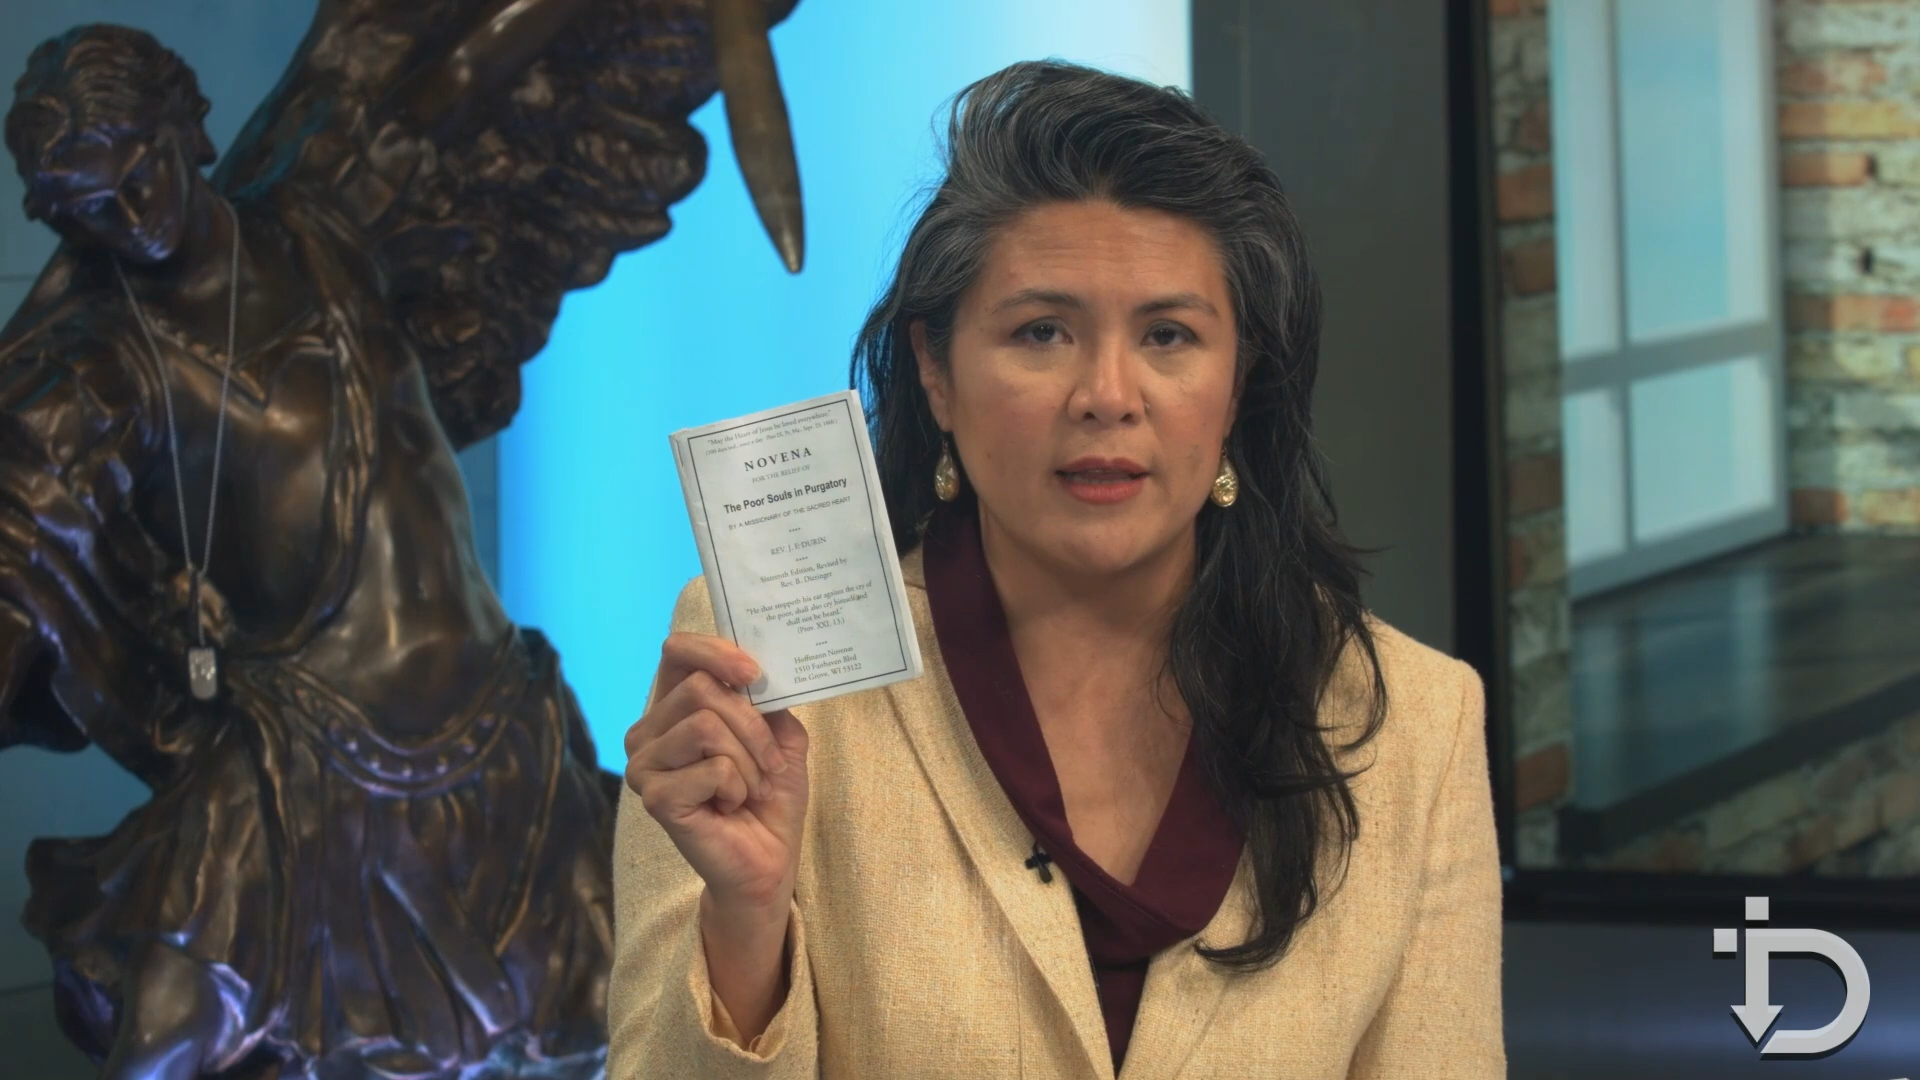 "May the Heart of Jesus be loved everywhere."
NOVENA
FOR THE RELIEF OF
The Poor Souls in Purgatory
BY A MISSIONARY OF THE SACRED HEART
****
REV. J. F. DURIN
****
Sixteenth Edition, Revised by
Rev. B.
"He that stoppeth his ear against the cry of
the poor, shall also cry himself and
shall not be heard."
(Prov. XXI, 13.)
****
Hoffmann Novenas
1510 Fairhaven Blvd
Elm Grove, WI 53122
D